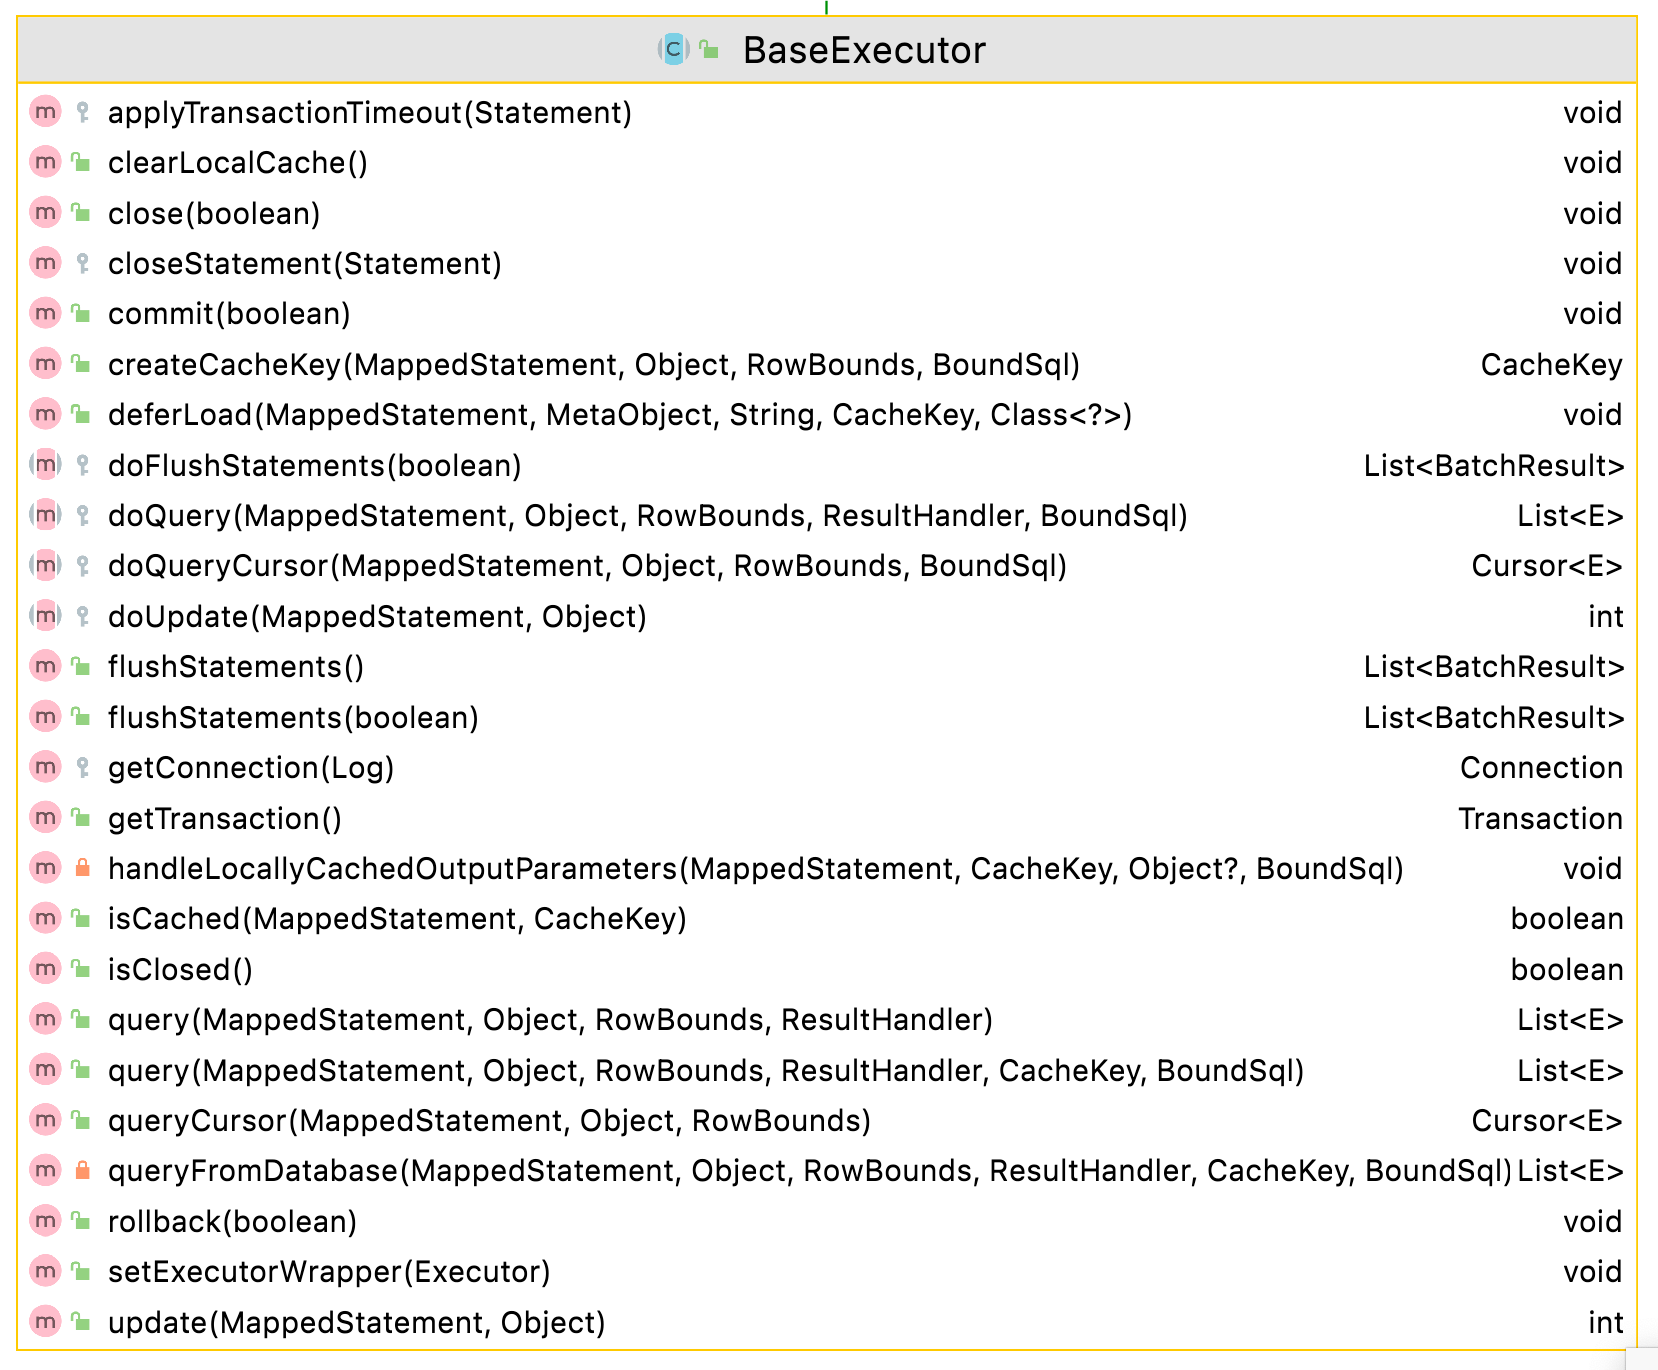 BaseExecutor
applyTransactionTimeout(Statement) void
clearLocalCache() void
close(boolean) void
closeStatement(Statement) void
commit(boolean) void
createCacheKey(MappedStatement, Object, RowBounds, BoundSql) CacheKey
deferLoad(MappedStatement, MetaObject, String, CacheKey, Class<?>) void
doFlushStatements(boolean) List<BatchResult>
doQuery(MappedStatement, Object, RowBounds, ResultHandler, BoundSql) List<E>
doQueryCursor(MappedStatement, Object, RowBounds, BoundSql) Cursor<E>
doUpdate(MappedStatement, Object) int
flushStatements() List<BatchResult>
flushStatements(boolean) List<BatchResult>
getConnection(Log) Connection
getTransaction() Transaction
handleLocallyCachedOutputParameters(MappedStatement, CacheKey, Object?, BoundSql) void
isCached(MappedStatement, CacheKey) boolean
isClosed() boolean
query(MappedStatement, Object, RowBounds, ResultHandler) List<E>
query(MappedStatement, Object, RowBounds, ResultHandler, CacheKey, BoundSql) List<E>
queryCursor(MappedStatement, Object, RowBounds) Cursor<E>
queryFromDatabase(MappedStatement, Object, RowBounds, ResultHandler, CacheKey, BoundSql) List<E>
rollback(boolean) void
setExecutorWrapper(Executor) void
update(MappedStatement, Object) int